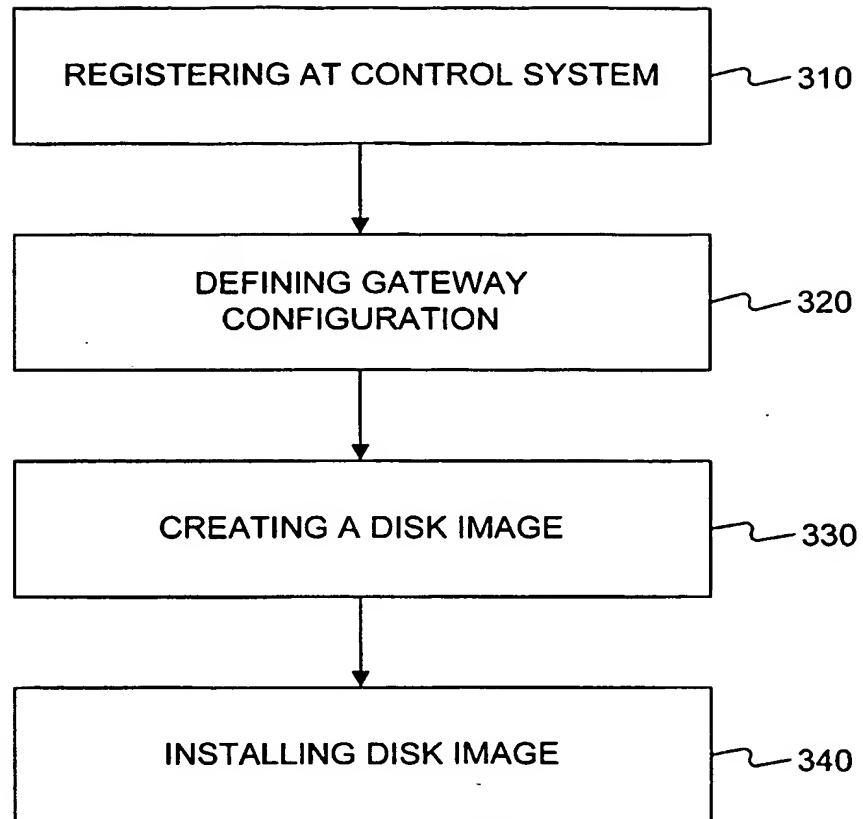 REGISTERING AT CONTROL SYSTEM
310
DEFINING GATEWAY
CONFIGURATION
320
CREATING A DISK IMAGE
330
INSTALLING DISK IMAGE
340